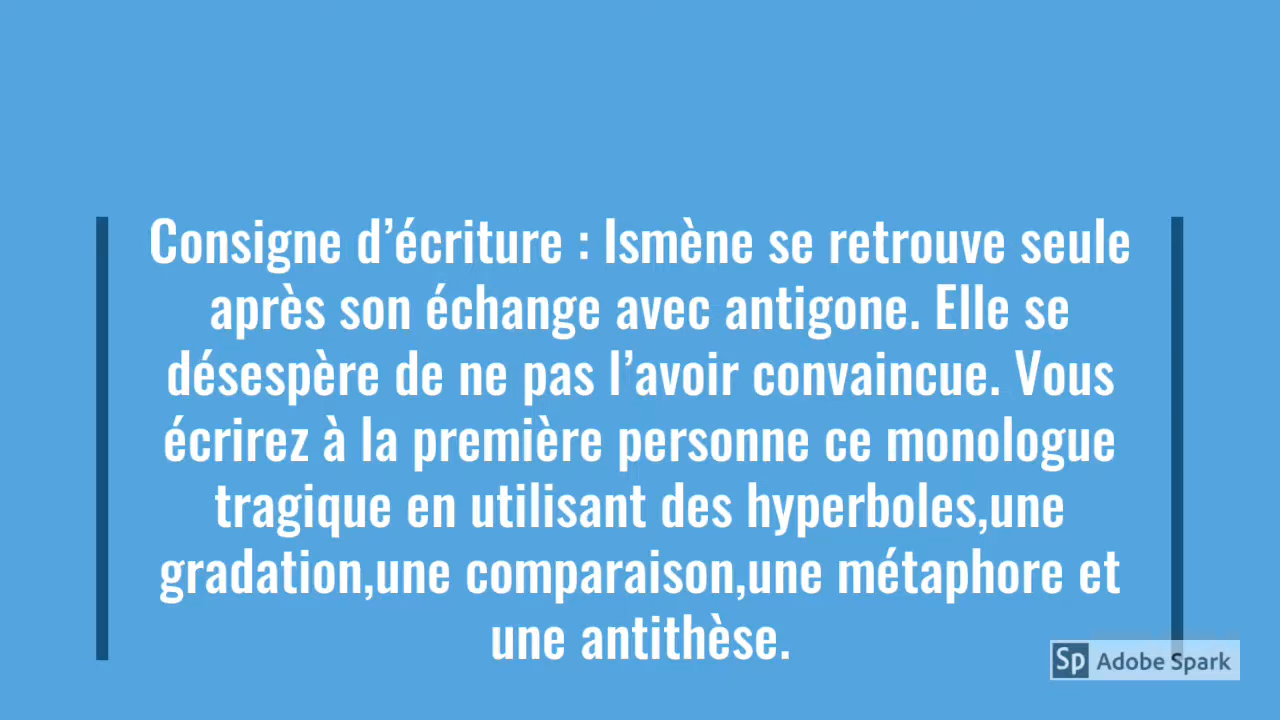 Consigne d’écriture : Ismène se retrouve seule
après son échange avec antigone. Elle se
désespère de ne pas l’avoir convaincue. Vous
écrirez à la première personne ce monologue
tragique en utilisant des hyperboles,une
gradation,une comparaison,une métaphore et
une antithèse.
Sp Adobe Spark